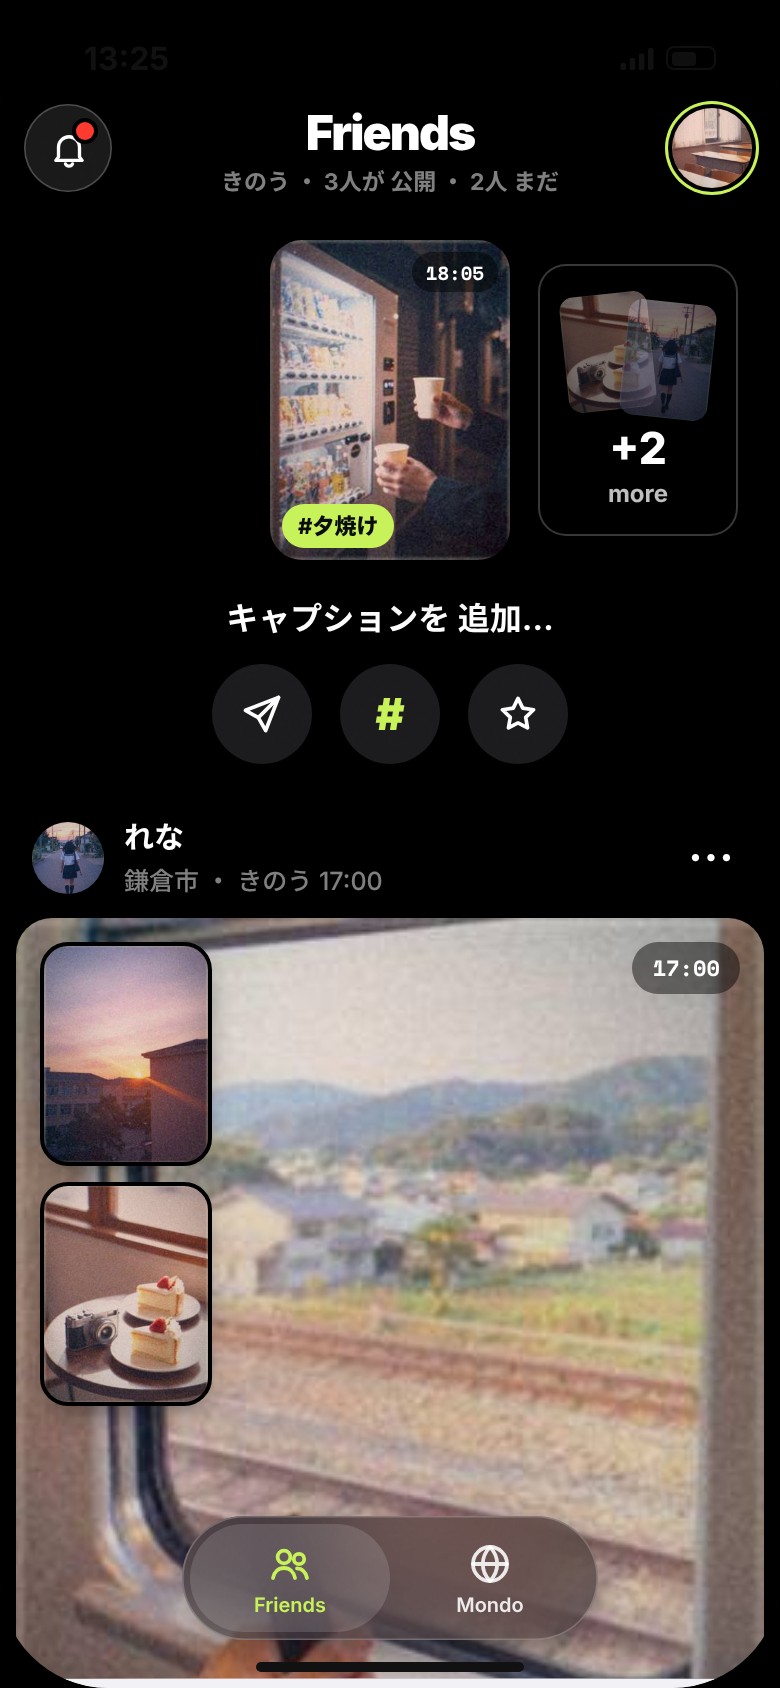 13:25
Friends
きのう ・ 3人が 公開 ・ 2人 まだ
18:05
#夕焼け
+2
more
キャプションを 追加...
#
れな
鎌倉市 ・ きのう 17:00
17:00
Friends
Mondo